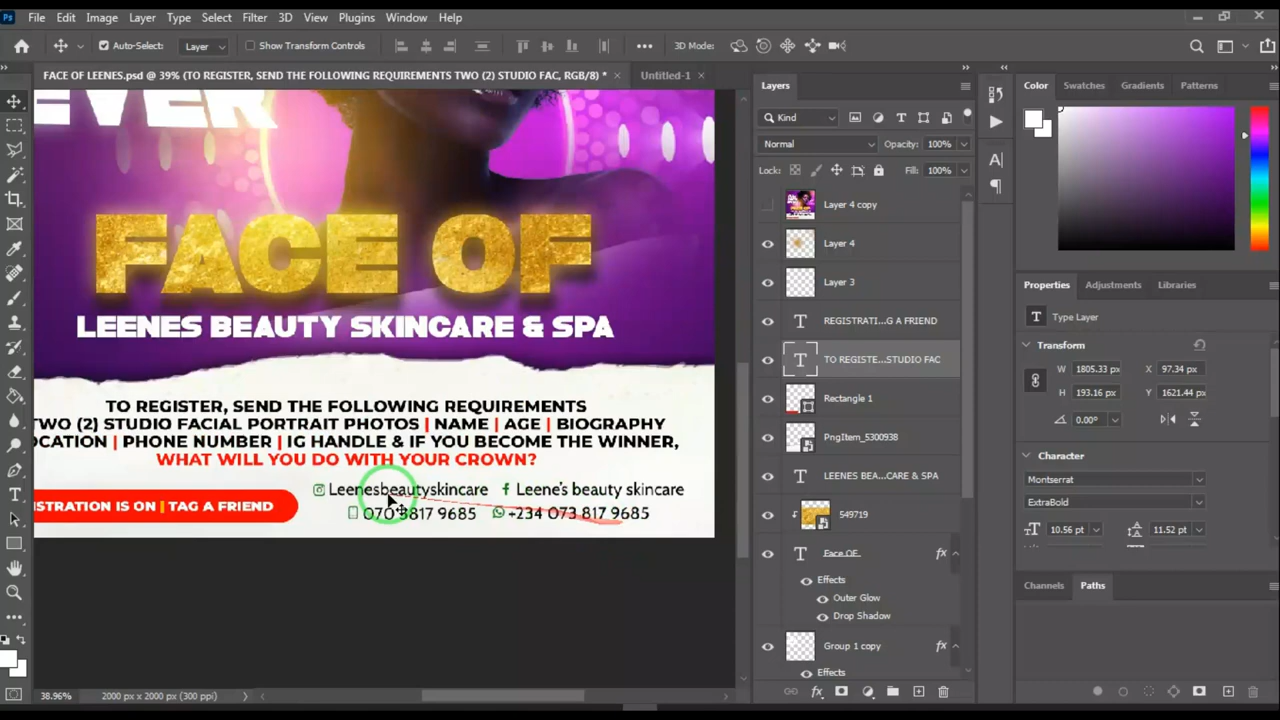 Ps File Edit Image Layer Type Select Filter 3D View Plugins Window Help
Auto-Select: Layer Show Transform Controls 3D Mode:
FACE OF LEENES.psd @ 39% (TO REGISTER, SEND THE FOLLOWING REQUIREMENTS TWO (2) STUDIO FAC, RGB/8) * × Untitled-1 ×
EVER
FACE OF
LEENES BEAUTY SKINCARE & SPA
TO REGISTER, SEND THE FOLLOWING REQUIREMENTS
TWO (2) STUDIO FACIAL PORTRAIT PHOTOS | NAME | AGE | BIOGRAPHY
OCATION | PHONE NUMBER | IG HANDLE & IF YOU BECOME THE WINNER,
WHAT WILL YOU DO WITH YOUR CROWN?
Leenesbeautyskincare f Leene's beauty skincare
ISTRATION IS ON | TAG A FRIEND
070 3817 9685 +234 073 817 9685
38.96% 2000 px x 2000 px (300 ppi)
Layers
Kind
Normal Opacity: 100%
Lock: Fill: 100%
Layer 4 copy
Layer 4
Layer 3
T REGISTRATI...G A FRIEND
T TO REGISTE...STUDIO FAC
Rectangle 1
PngItem_5300938
T LEENES BEA...CARE & SPA
549719
T Face OF fx
Effects
Outer Glow
Drop Shadow
Group 1 copy fx
Effects
fx
Color Swatches Gradients Patterns
Properties Adjustments Libraries
T Type Layer
Transform
W 1805.33 px X 97.34 px
H 193.16 px Y 1621.44 px
0.00°
Character
Montserrat
ExtraBold
10.56 pt 11.52 pt
Channels Paths